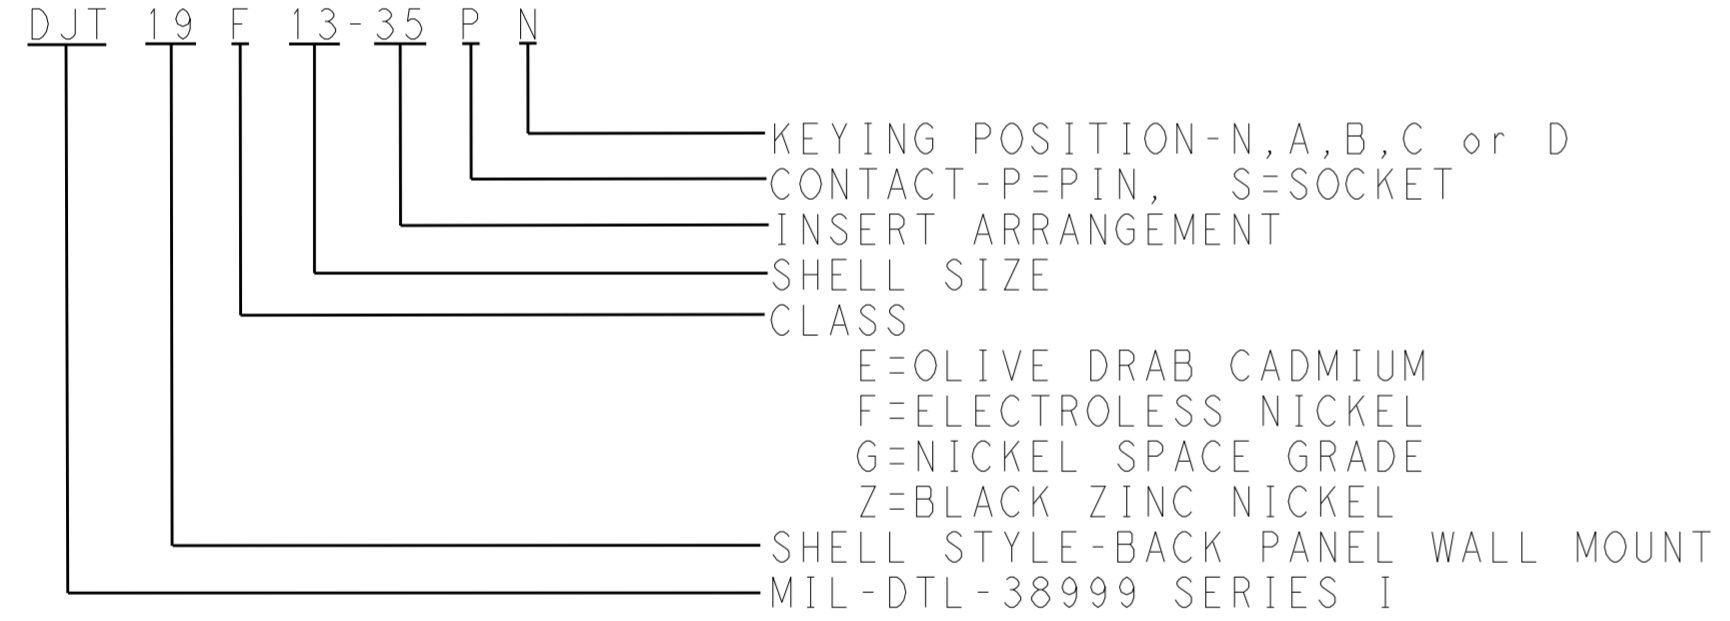 DJT 19 F 13-35 P N
KEYING POSITION-N,A,B,C or D
CONTACT-P=PIN, S=SOCKET
INSERT ARRANGEMENT
SHELL SIZE
CLASS
E=OLIVE DRAB CADMIUM
F=ELECTROLESS NICKEL
G=NICKEL SPACE GRADE
Z=BLACK ZINC NICKEL
SHELL STYLE-BACK PANEL WALL MOUNT
MIL-DTL-38999 SERIES I